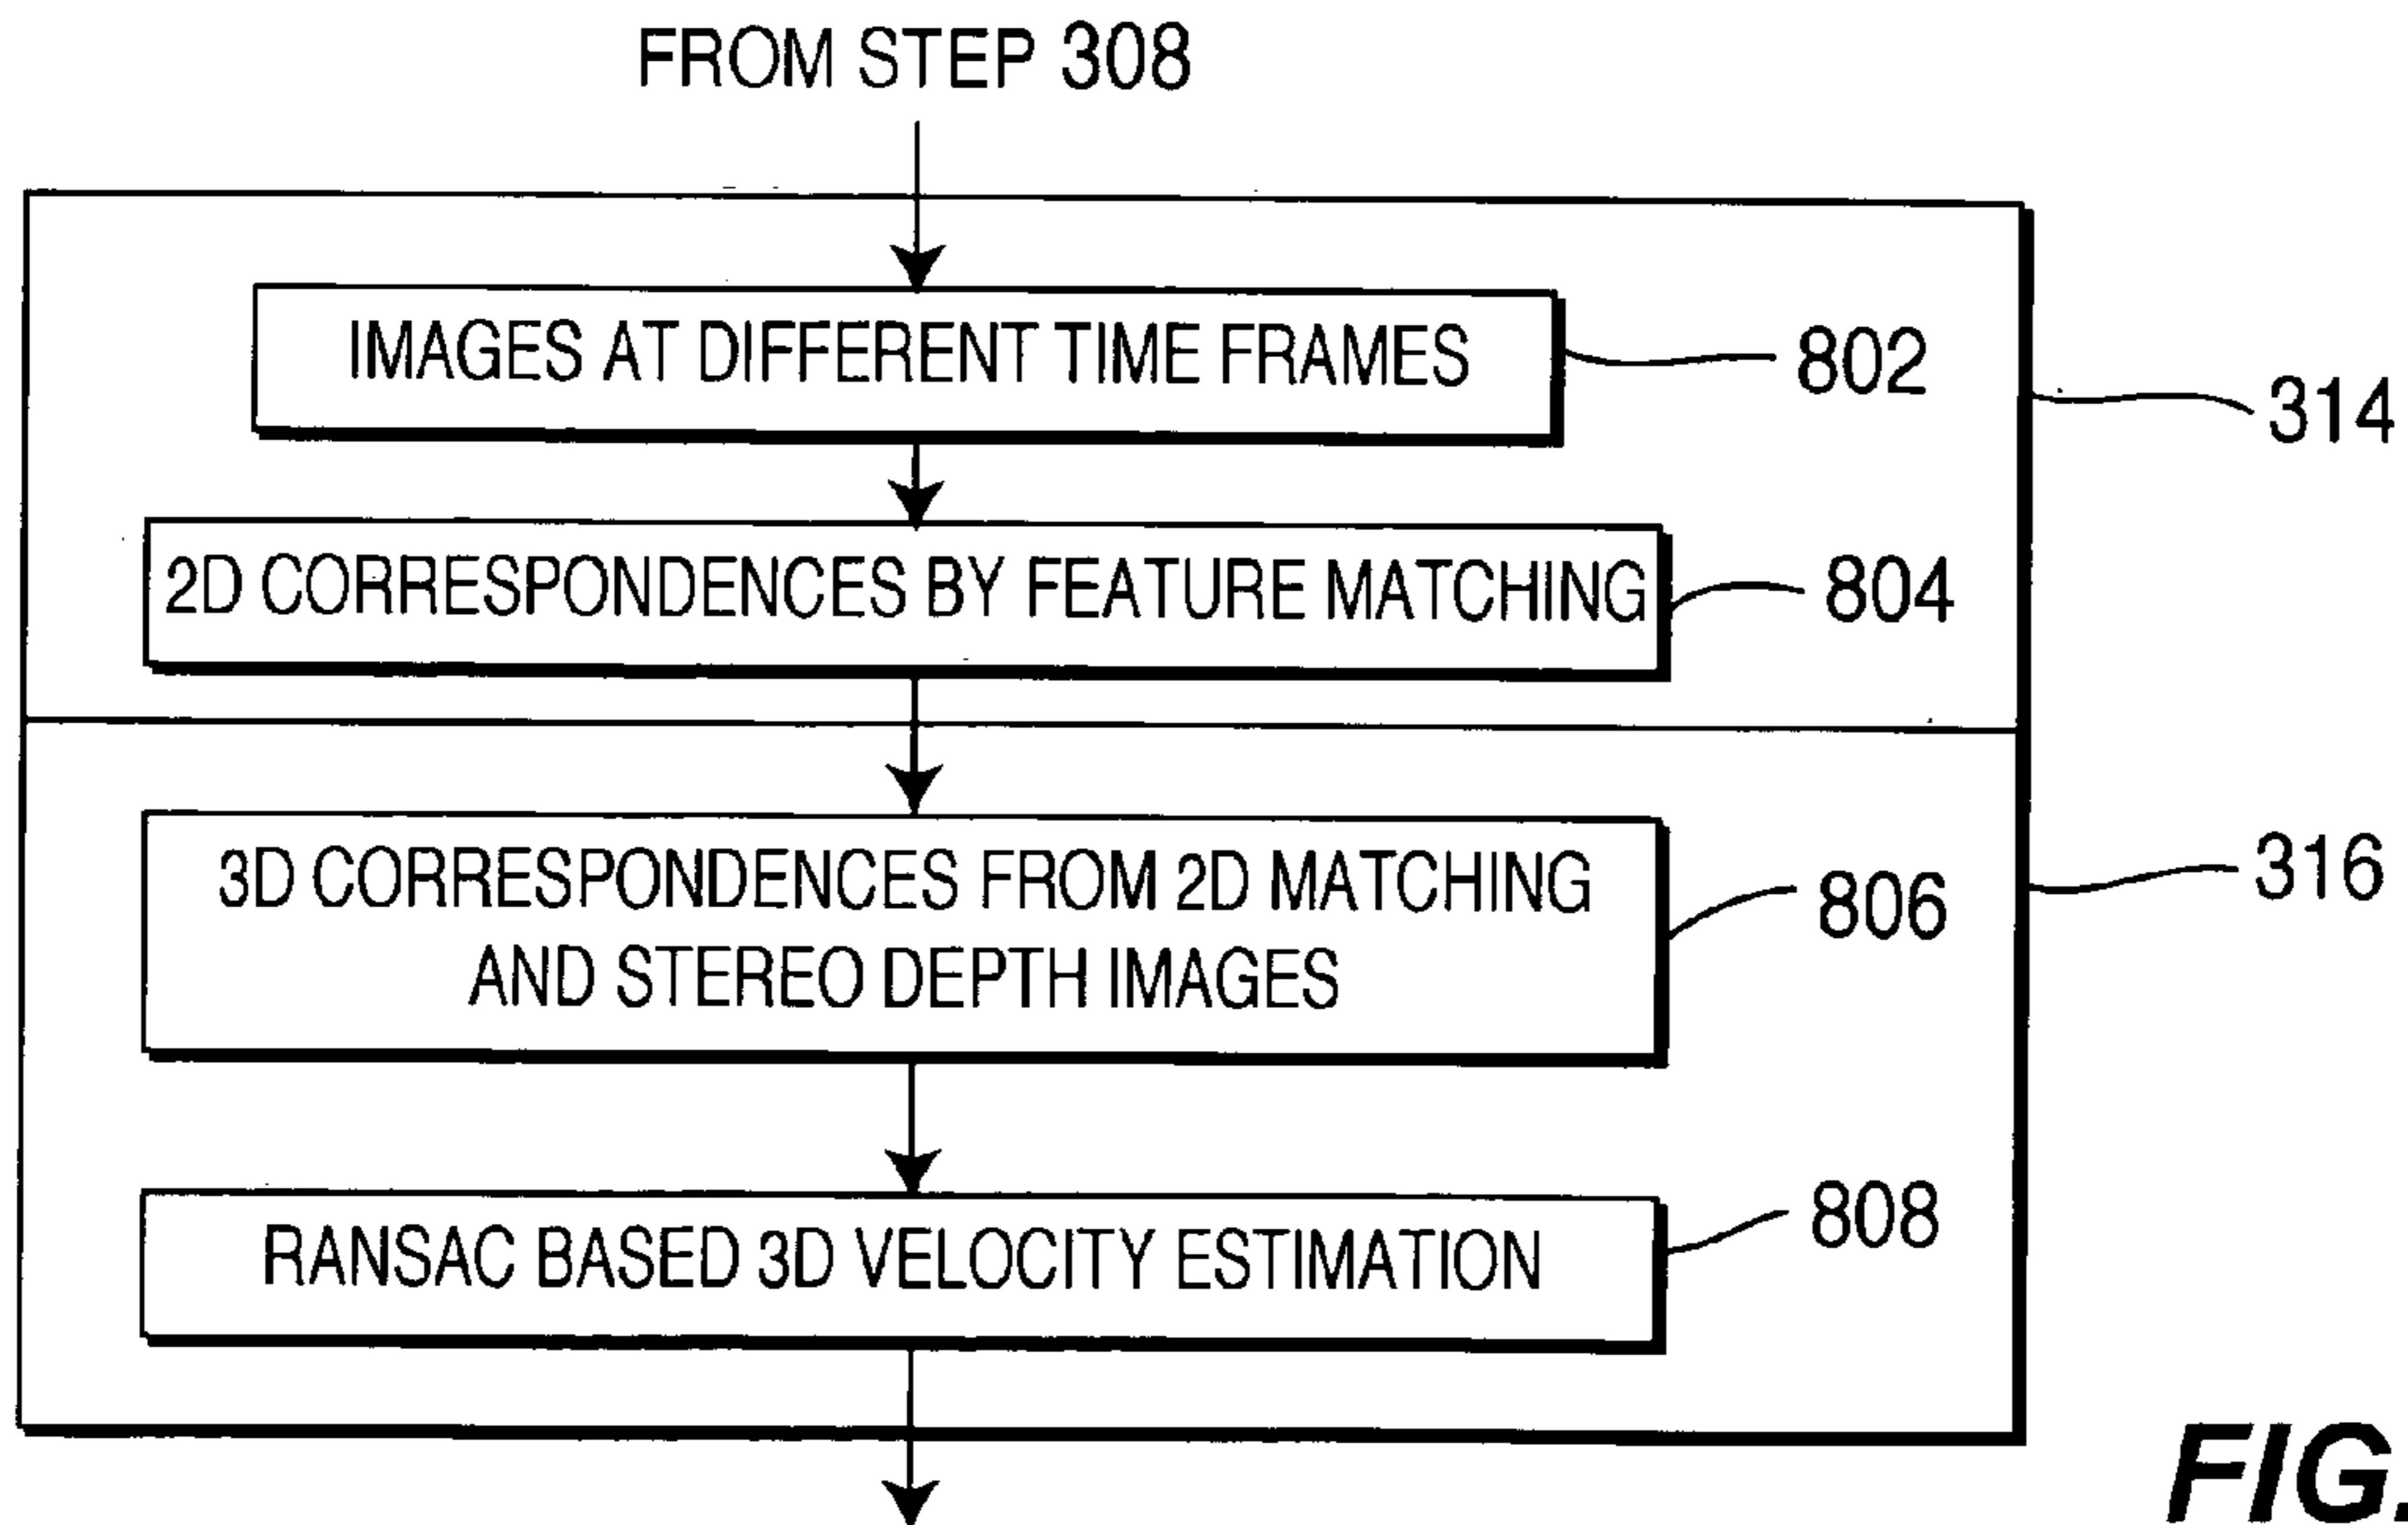 FROM STEP 308
IMAGES AT DIFFERENT TIME FRAMES
802
314
2D CORRESPONDENCES BY FEATURE MATCHING
804
3D CORRESPONDENCES FROM 2D MATCHING
AND STEREO DEPTH IMAGES
806
316
RANSAC BASED 3D VELOCITY ESTIMATION
808
FIG.